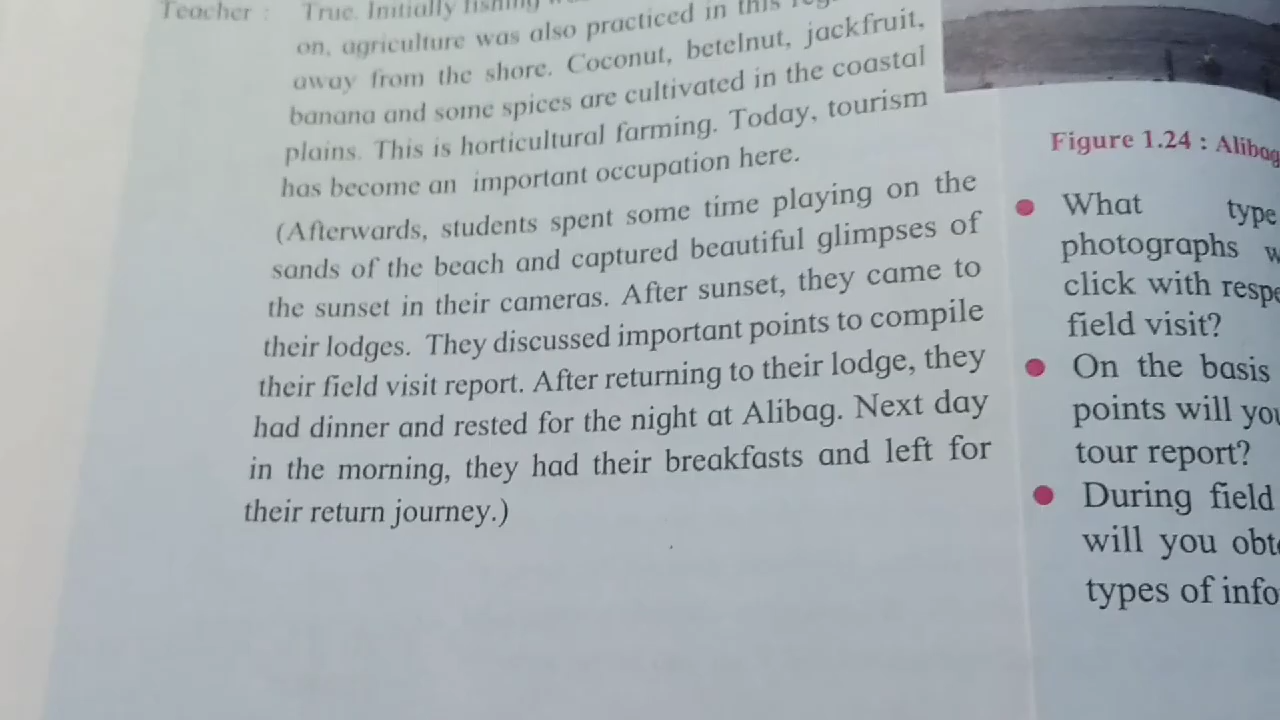 Teacher : True. Initially fishing
on, agriculture was also practiced in this
away from the shore. Coconut, betelnut, jackfruit,
banana and some spices are cultivated in the coastal
plains. This is horticultural farming. Today, tourism
has become an important occupation here.
(Afterwards, students spent some time playing on the
sands of the beach and captured beautiful glimpses of
the sunset in their cameras. After sunset, they came to
their lodges. They discussed important points to compile
their field visit report. After returning to their lodge, they
had dinner and rested for the night at Alibag. Next day
in the morning, they had their breakfasts and left for
their return journey.)
Figure 1.24 : Alibag
● What type
photographs w
click with respe
field visit?
● On the basis
points will you
tour report?
● During field
will you obt
types of info